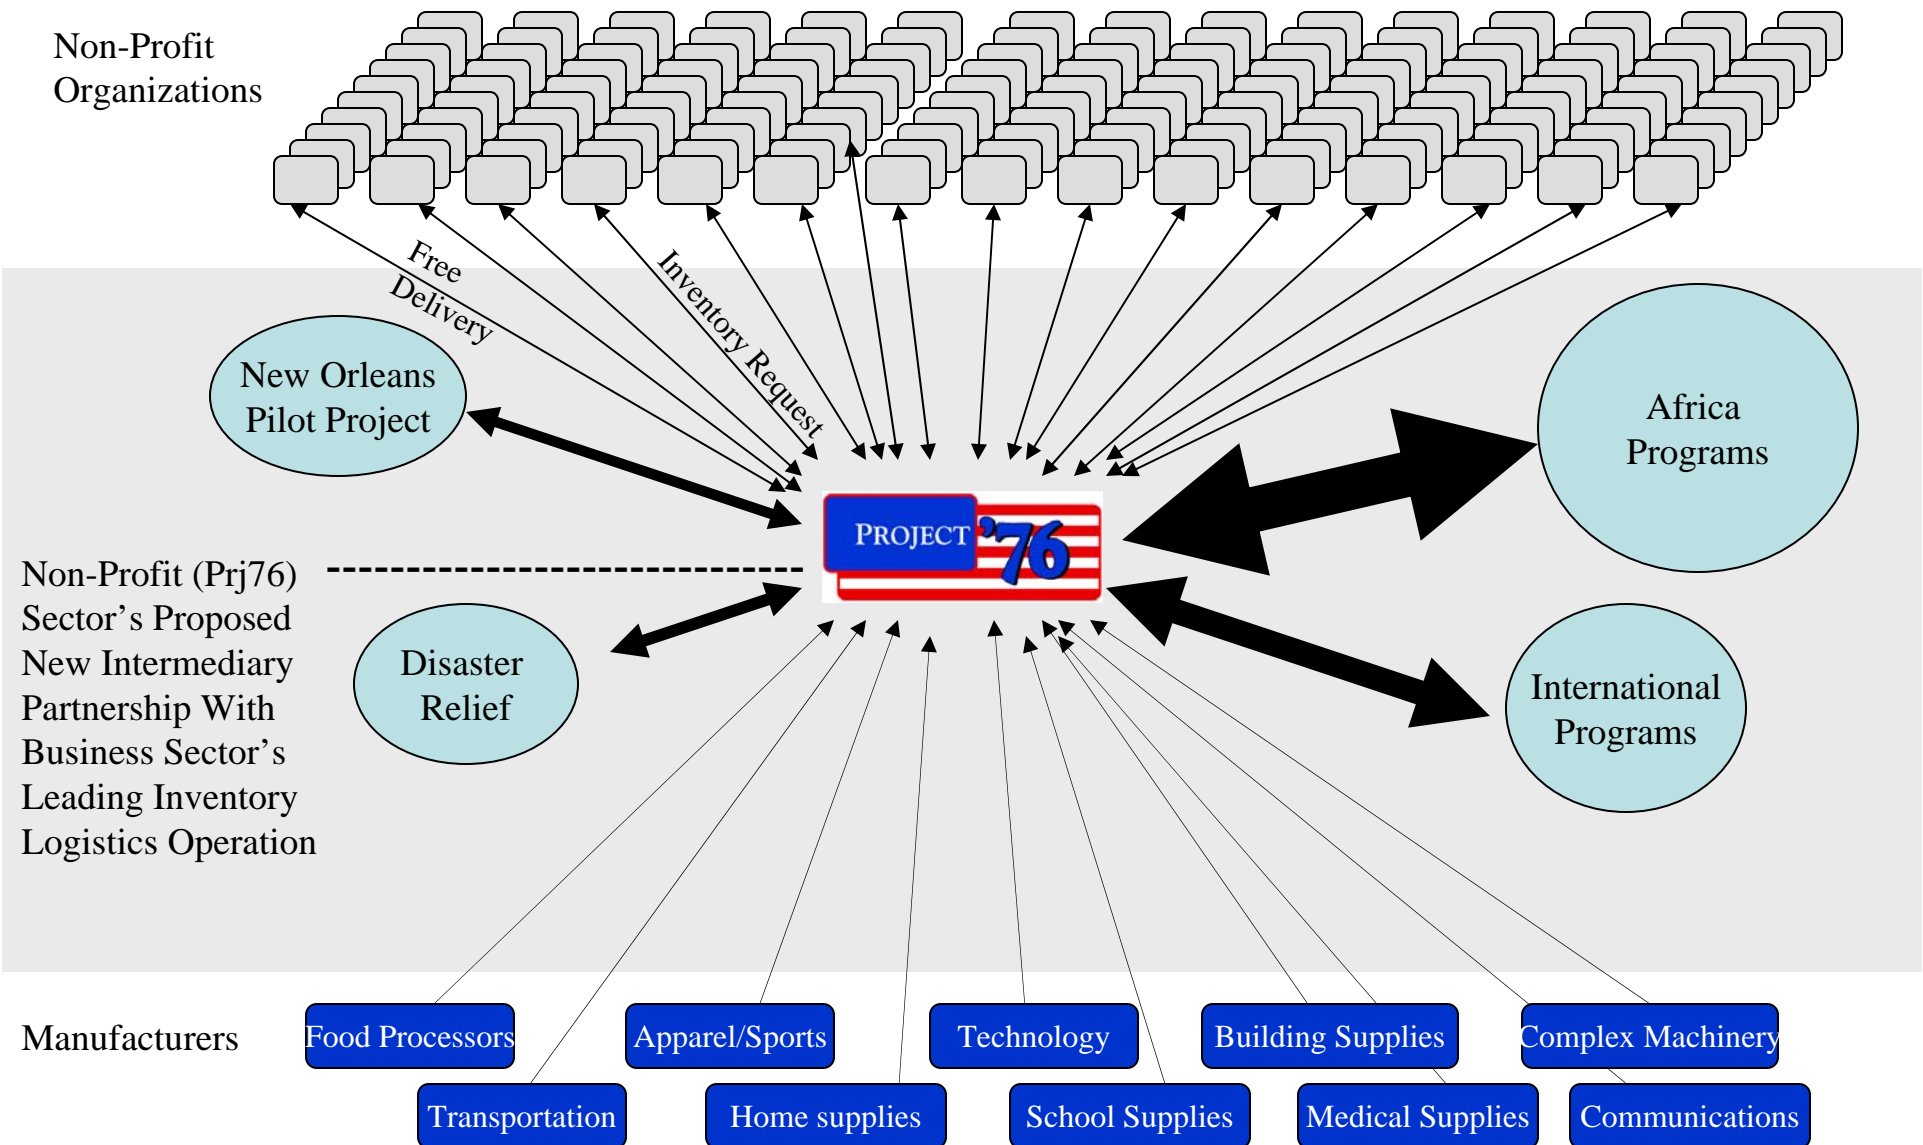 Non-Profit
Organizations
Free
Delivery
Inventory Request
New Orleans
Pilot Project
Africa
Programs
PROJECT '76
Non-Profit (Prj76)
Sector’s Proposed
New Intermediary
Partnership With
Business Sector’s
Leading Inventory
Logistics Operation
Disaster
Relief
International
Programs
Manufacturers
Food Processors
Apparel/Sports
Technology
Building Supplies
Complex Machinery
Transportation
Home supplies
School Supplies
Medical Supplies
Communications